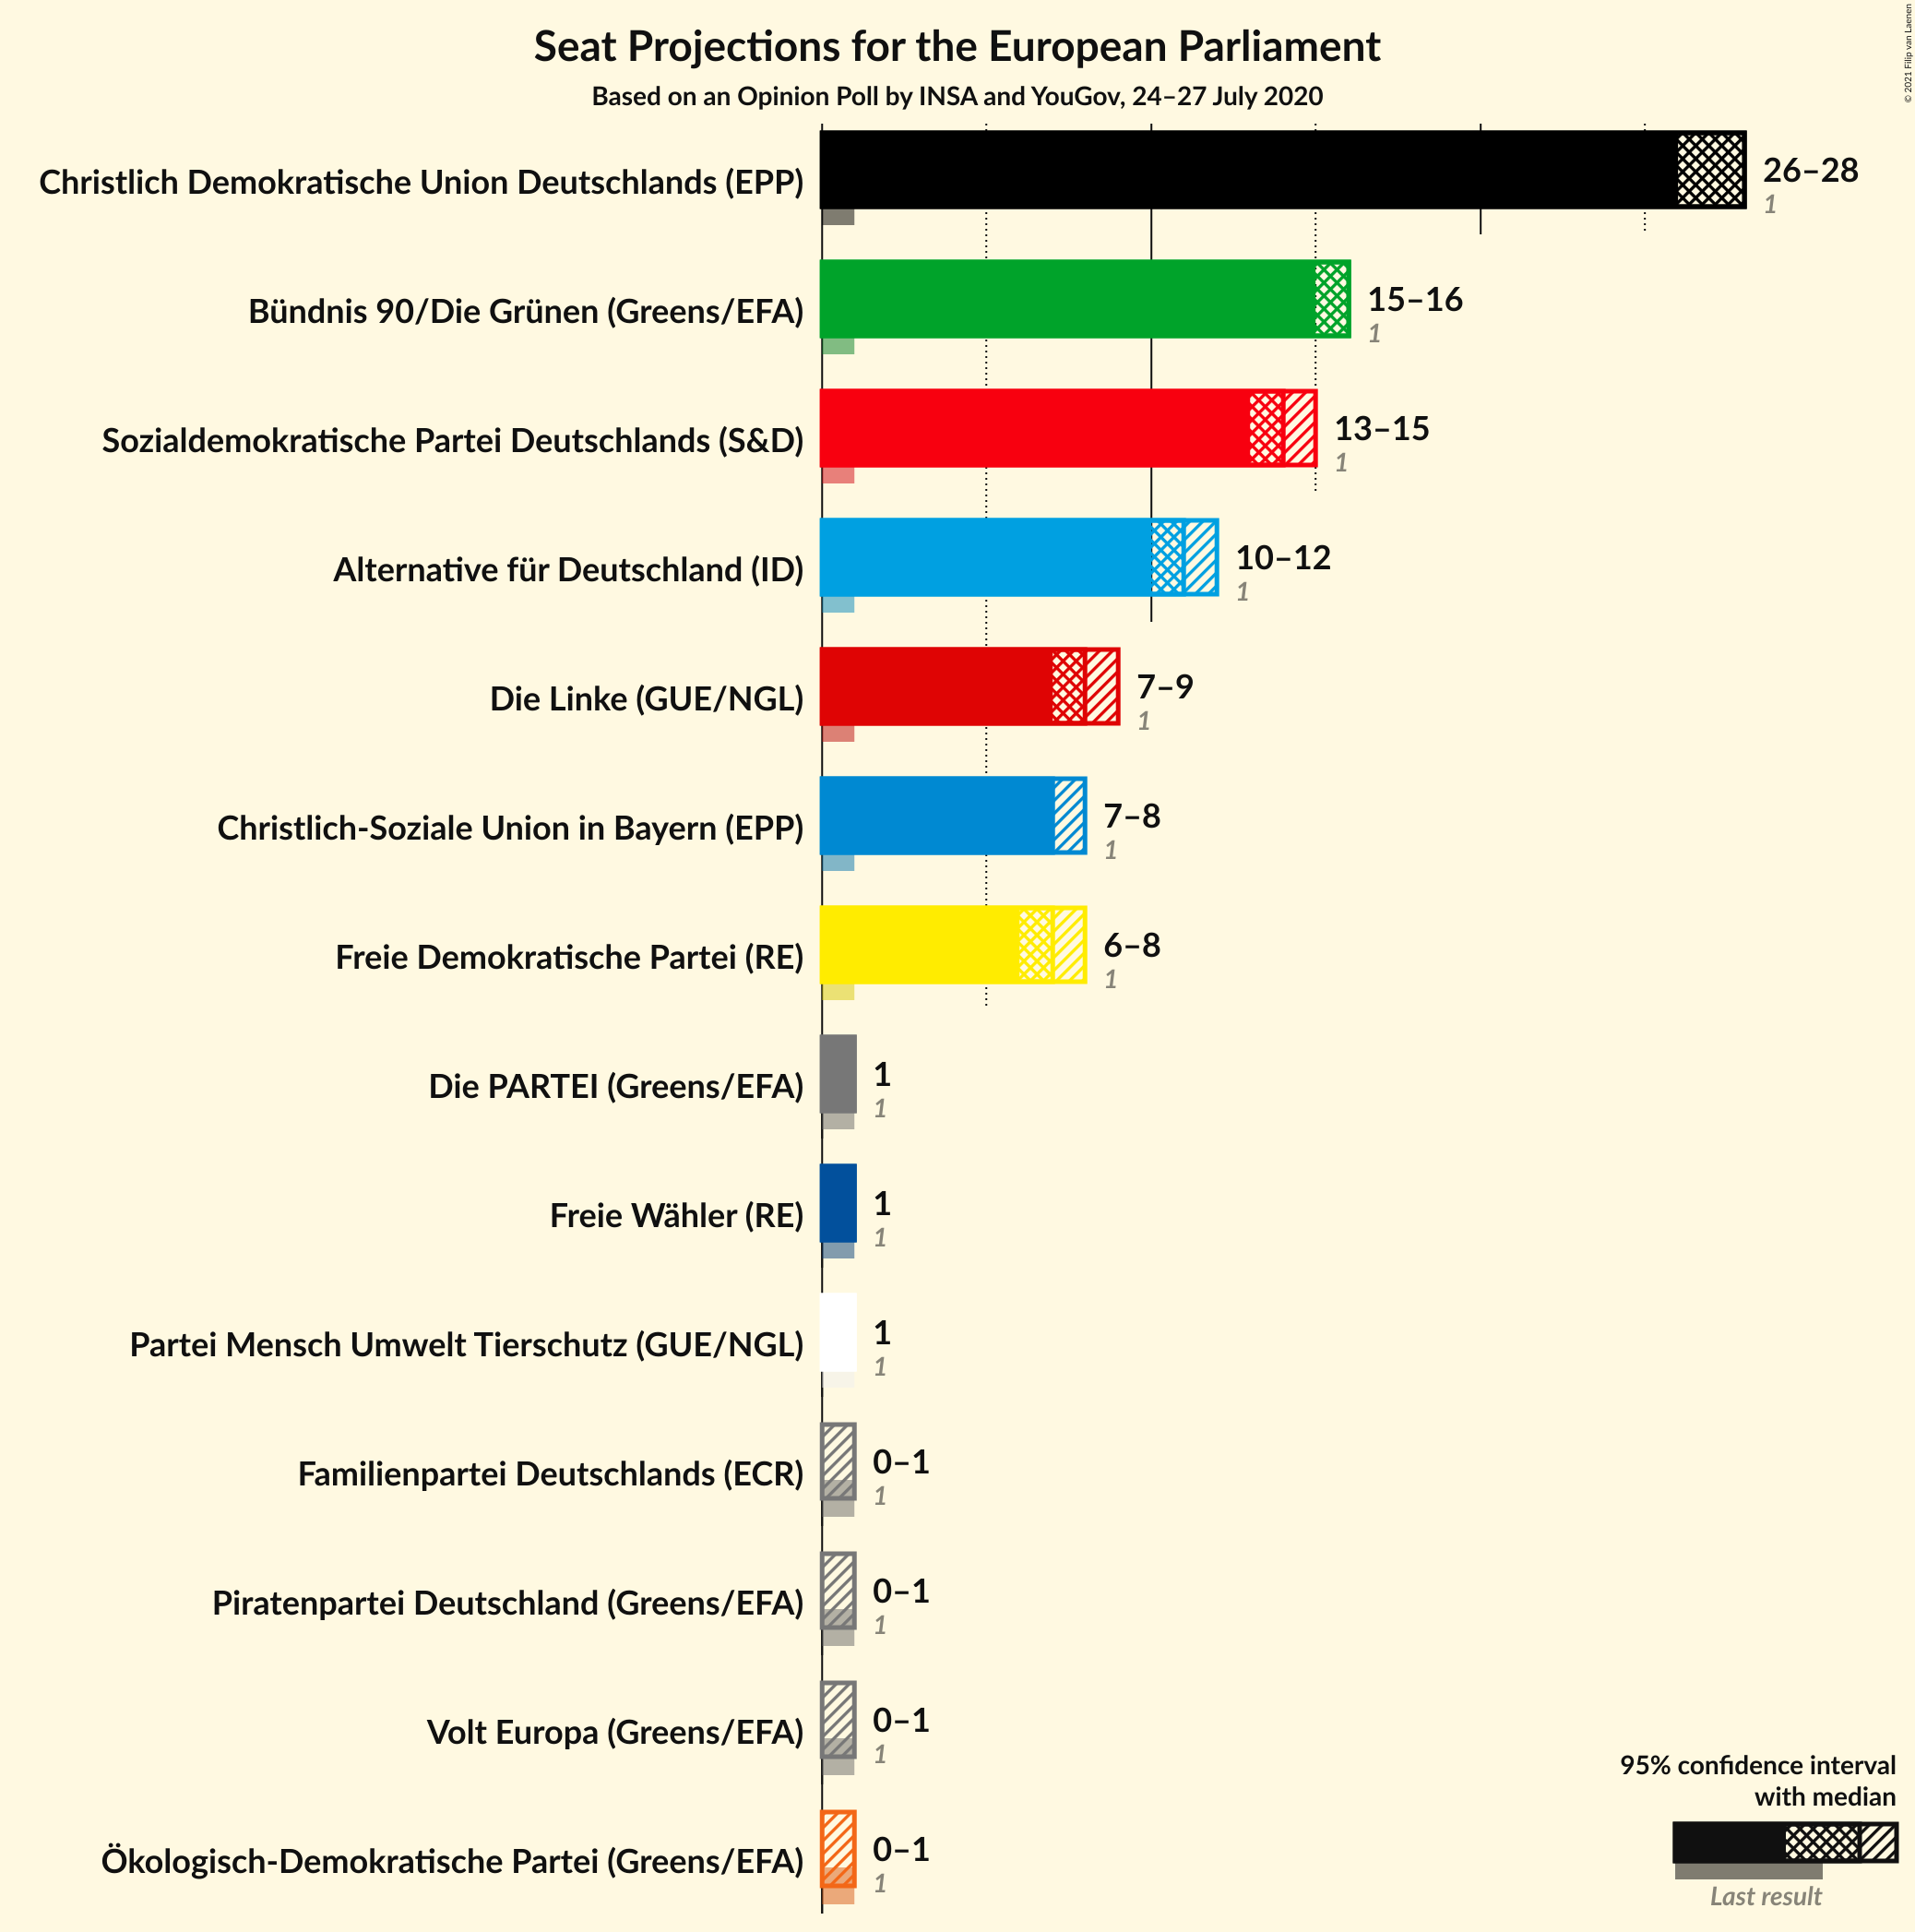 Seat Projections for the European Parliament
Based on an Opinion Poll by INSA and YouGov, 24–27 July 2020
© 2021 Filip van Laenen
Christlich Demokratische Union Deutschlands (EPP)
26–28
1
Bündnis 90/Die Grünen (Greens/EFA)
15–16
1
Sozialdemokratische Partei Deutschlands (S&D)
13–15
1
Alternative für Deutschland (ID)
10–12
1
Die Linke (GUE/NGL)
7–9
1
Christlich-Soziale Union in Bayern (EPP)
7–8
1
Freie Demokratische Partei (RE)
6–8
1
Die PARTEI (Greens/EFA)
1
1
Freie Wähler (RE)
1
1
Partei Mensch Umwelt Tierschutz (GUE/NGL)
1
1
Familienpartei Deutschlands (ECR)
0–1
1
Piratenpartei Deutschland (Greens/EFA)
0–1
1
Volt Europa (Greens/EFA)
0–1
1
Ökologisch-Demokratische Partei (Greens/EFA)
0–1
1
95% confidence interval
with median
Last result